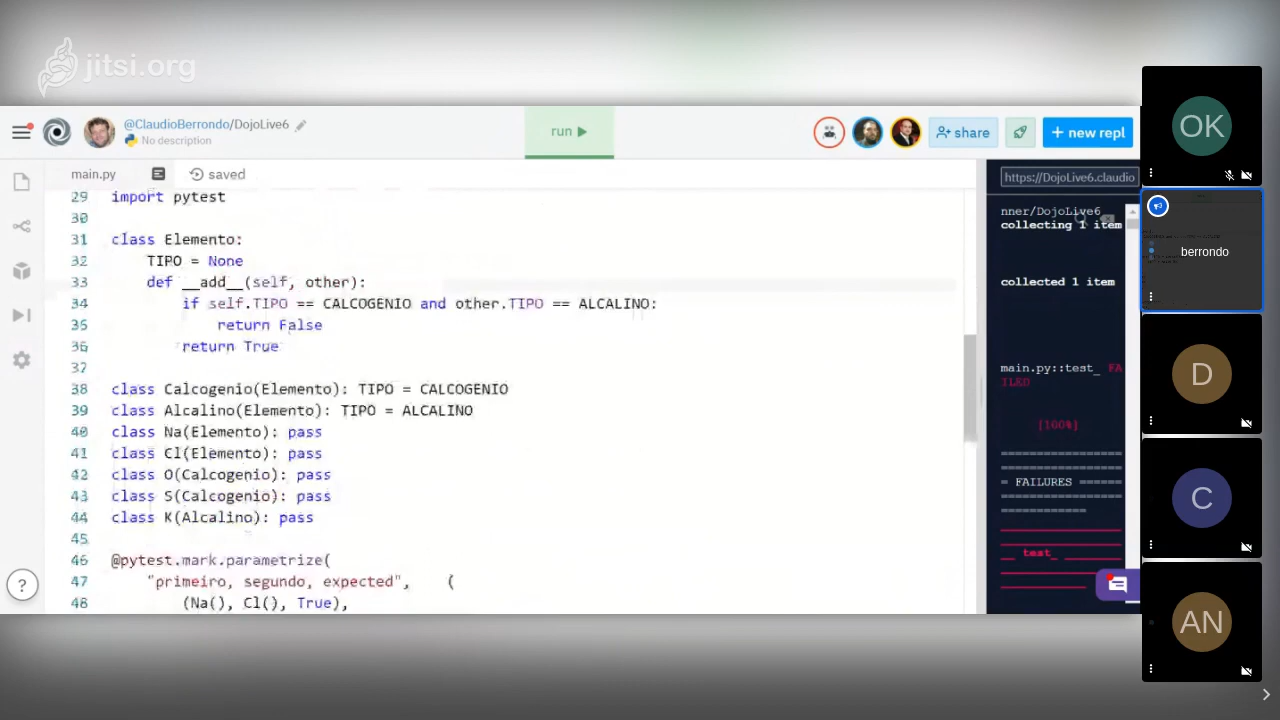 jitsi.org
@ClaudioBerrondo/DojoLive6
No description
run
share
+ new repl
main.py
saved
https://DojoLive6.claudio
29 import pytest
30
31 class Elemento:
32 TIPO = None
33 def __add__(self, other):
34 if self.TIPO == CALCOGENIO and other.TIPO == ALCALINO:
35 return False
36 return True
37
38 class Calcogenio(Elemento): TIPO = CALCOGENIO
39 class Alcalino(Elemento): TIPO = ALCALINO
40 class Na(Elemento): pass
41 class Cl(Elemento): pass
42 class O(Calcogenio): pass
43 class S(Calcogenio): pass
44 class K(Alcalino): pass
45
46 @pytest.mark.parametrize(
47 "primeiro, segundo, expected", (
48 (Na(), Cl(), True),
?
nner/DojoLive6
collecting 1 item
collected 1 item
main.py::test_ FA
ILED
[100%]
=================
=================
= FAILURES ======
=================
============
__ test_ ________
OK
berrondo
D
C
AN